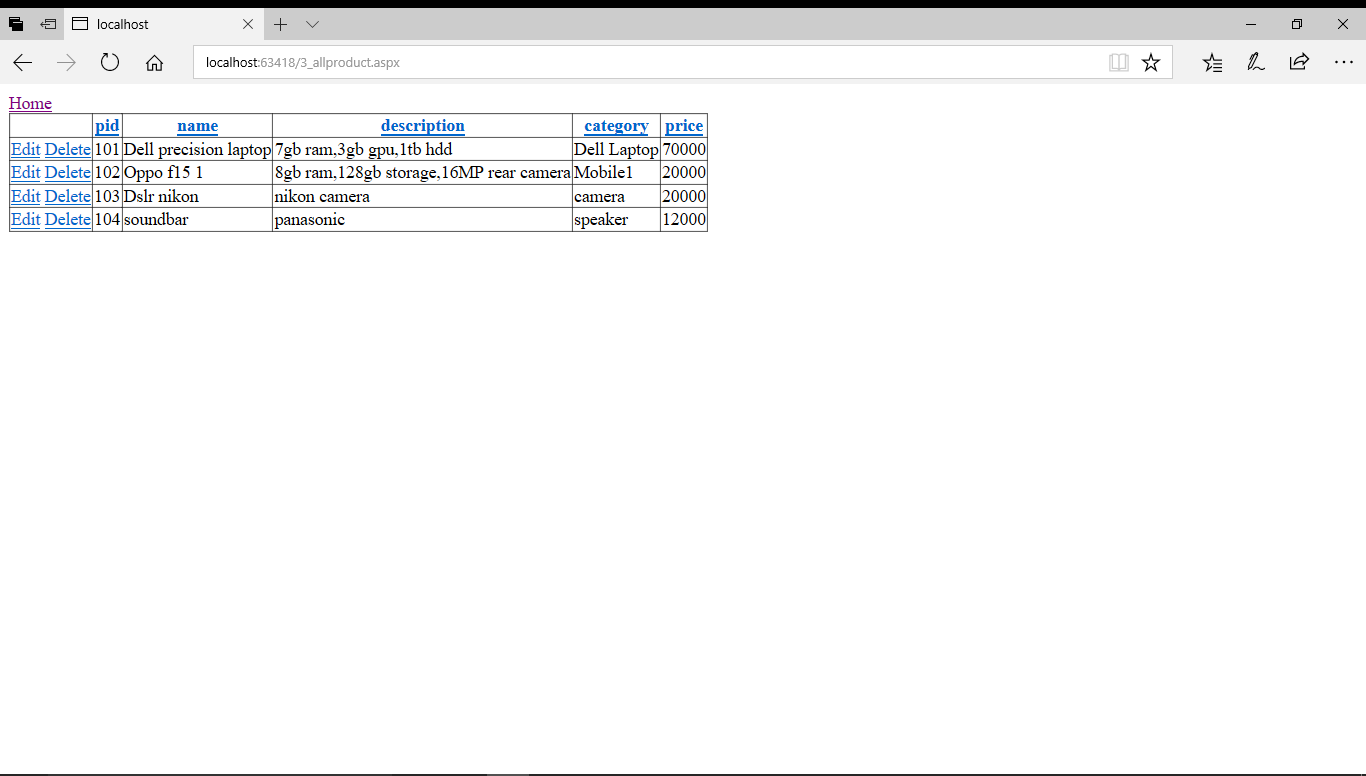 localhost
localhost:63418/3_allproduct.aspx
Home
pid name description category price
Edit Delete 101 Dell precision laptop 7gb ram,3gb gpu,1tb hdd Dell Laptop 70000
Edit Delete 102 Oppo f15 1 8gb ram,128gb storage,16MP rear camera Mobile1 20000
Edit Delete 103 Dslr nikon nikon camera camera 20000
Edit Delete 104 soundbar panasonic speaker 12000